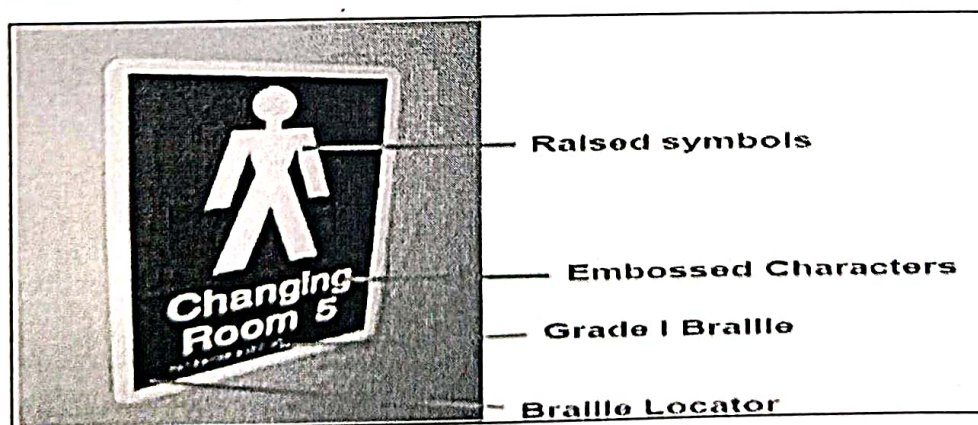 Raised symbols
Changing
Room 5
Embossed Characters
Grade I Braille
Braille Locator